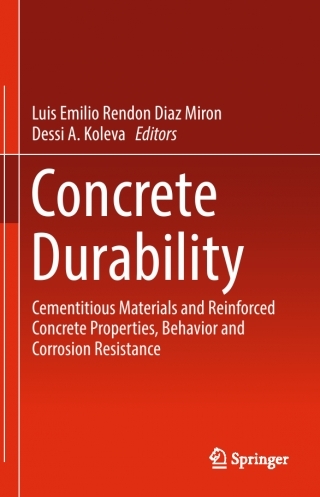 Luis Emilio Rendon Diaz Miron
Dessi A. Koleva Editors
Concrete
Durability
Cementitious Materials and Reinforced
Concrete Properties, Behavior and
Corrosion Resistance
Springer